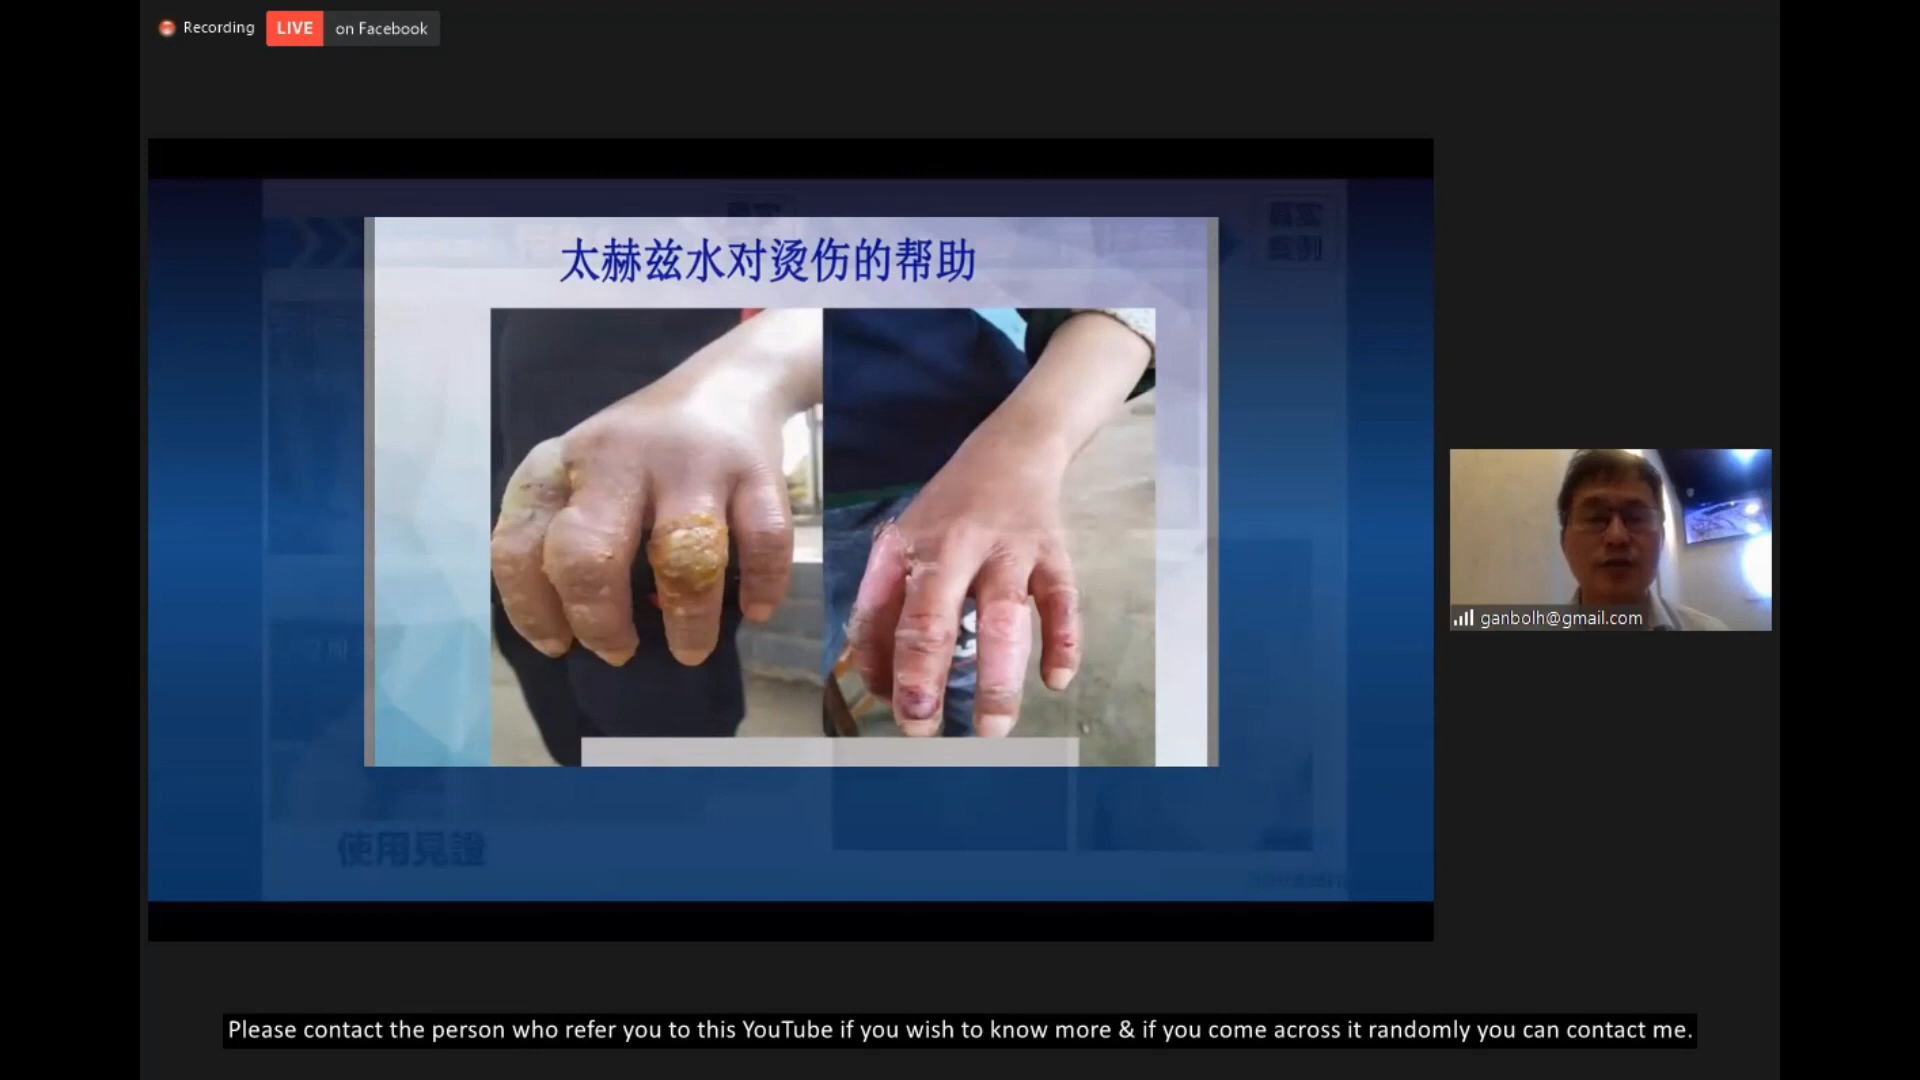 Recording
LIVE on Facebook
太赫兹水对烫伤的帮助
使用見證
ganbolh@gmail.com
Please contact the person who refer you to this YouTube if you wish to know more & if you come across it randomly you can contact me.